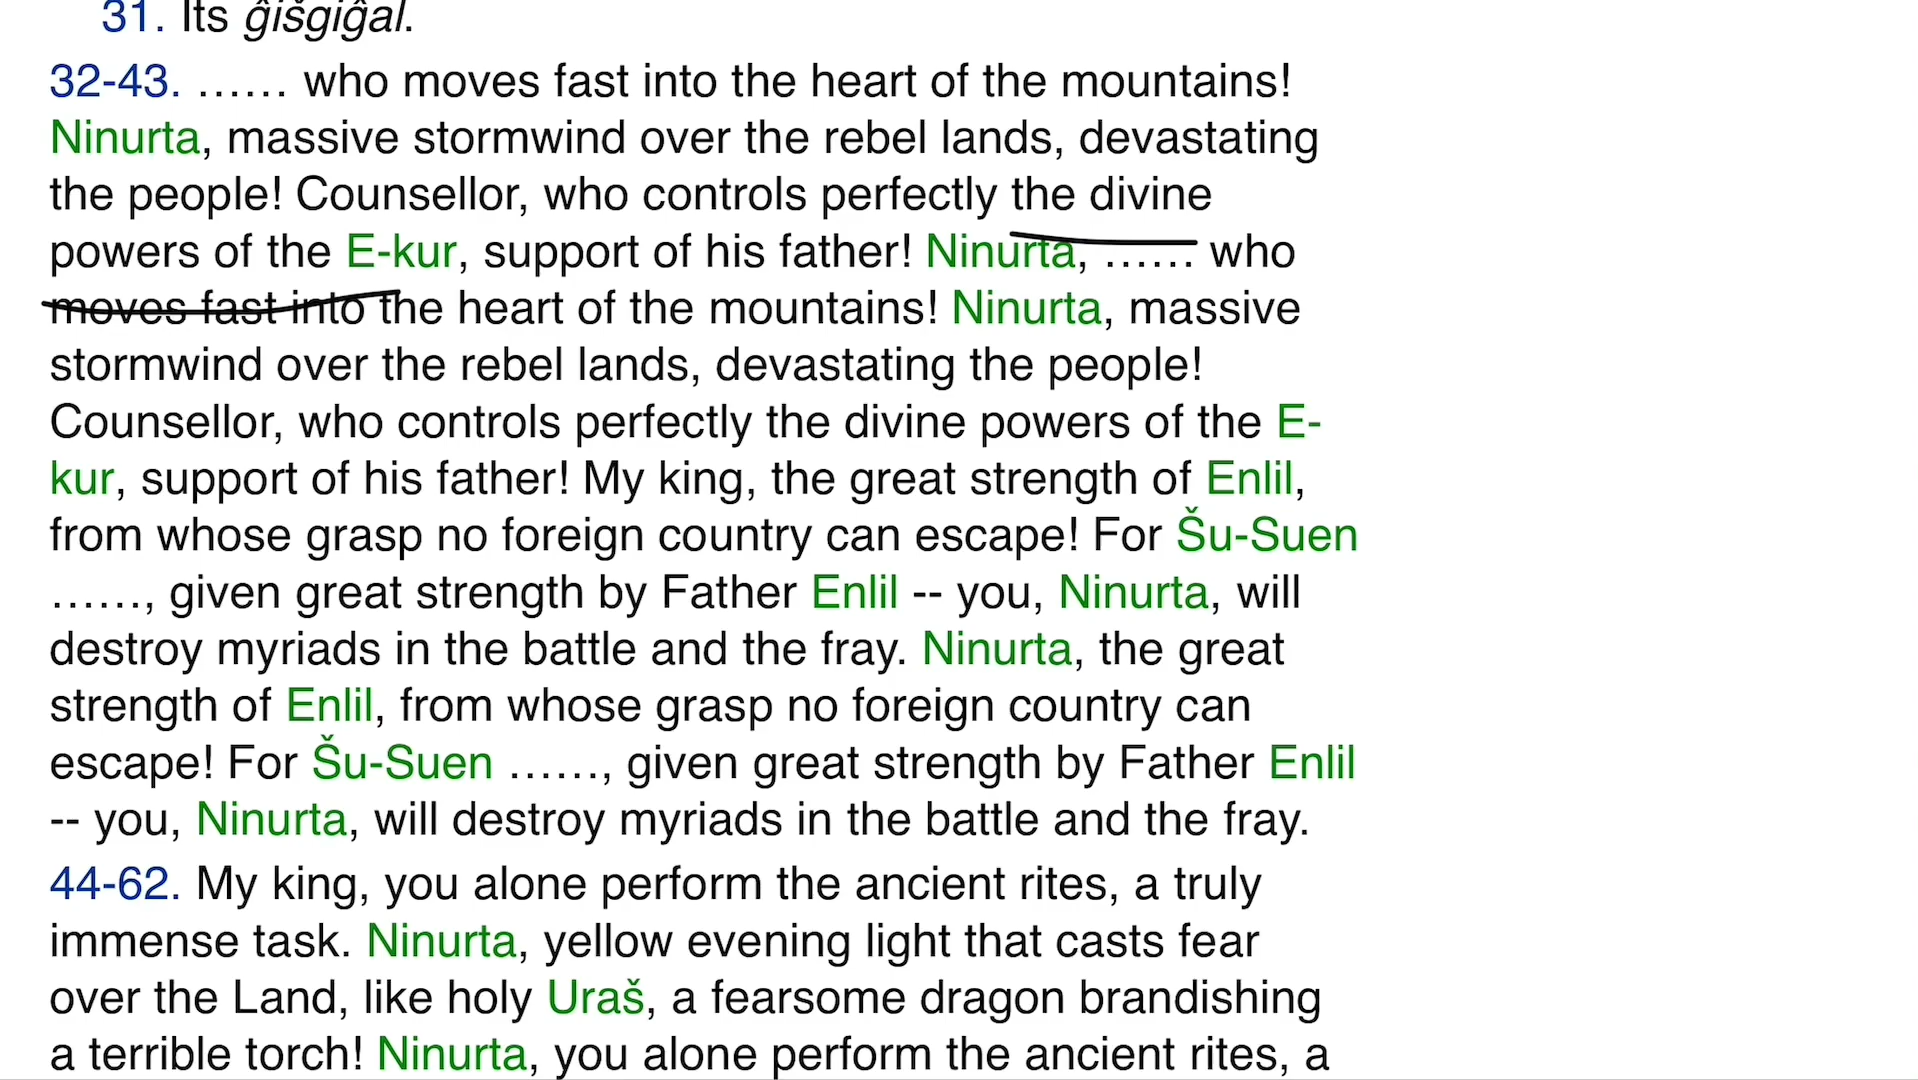 31. Its ĝišgiĝal.
32-43. ...... who moves fast into the heart of the mountains!
Ninurta, massive stormwind over the rebel lands, devastating
the people! Counsellor, who controls perfectly the divine
powers of the E-kur, support of his father! Ninurta, ...... who
moves fast into the heart of the mountains! Ninurta, massive
stormwind over the rebel lands, devastating the people!
Counsellor, who controls perfectly the divine powers of the E-
kur, support of his father! My king, the great strength of Enlil,
from whose grasp no foreign country can escape! For Šu-Suen
......, given great strength by Father Enlil -- you, Ninurta, will
destroy myriads in the battle and the fray. Ninurta, the great
strength of Enlil, from whose grasp no foreign country can
escape! For Šu-Suen ......, given great strength by Father Enlil
-- you, Ninurta, will destroy myriads in the battle and the fray.
44-62. My king, you alone perform the ancient rites, a truly
immense task. Ninurta, yellow evening light that casts fear
over the Land, like holy Uraš, a fearsome dragon brandishing
a terrible torch! Ninurta, you alone perform the ancient rites, a